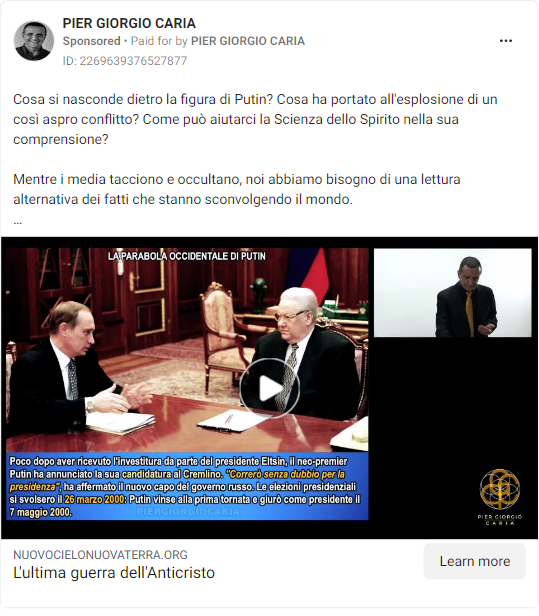 PIER GIORGIO CARIA
Sponsored • Paid for by PIER GIORGIO CARIA
ID: 2269639376527877
Cosa si nasconde dietro la figura di Putin? Cosa ha portato all'esplosione di un
così aspro conflitto? Come può aiutarci la Scienza dello Spirito nella sua
comprensione?
Mentre i media tacciono e occultano, noi abbiamo bisogno di una lettura
alternativa dei fatti che stanno sconvolgendo il mondo.
...
LA PARABOLA OCCIDENTALE DI PUTIN
Poco dopo aver ricevuto l'investitura da parte del presidente Eltsin, il neo-premier
Putin ha annunciato la sua candidatura al Cremlino. "Correrò senza dubbio per la
presidenza", ha affermato il nuovo capo del governo russo. Le elezioni presidenziali
si svolsero il 26 marzo 2000: Putin vinse alla prima tornata e giurò come presidente il
7 maggio 2000.
PIERGIORGIOCARIA
PIER GIORGIO
CARIA
NUOVOCIELONUOVATERRA.ORG
L'ultima guerra dell'Anticristo
Learn more